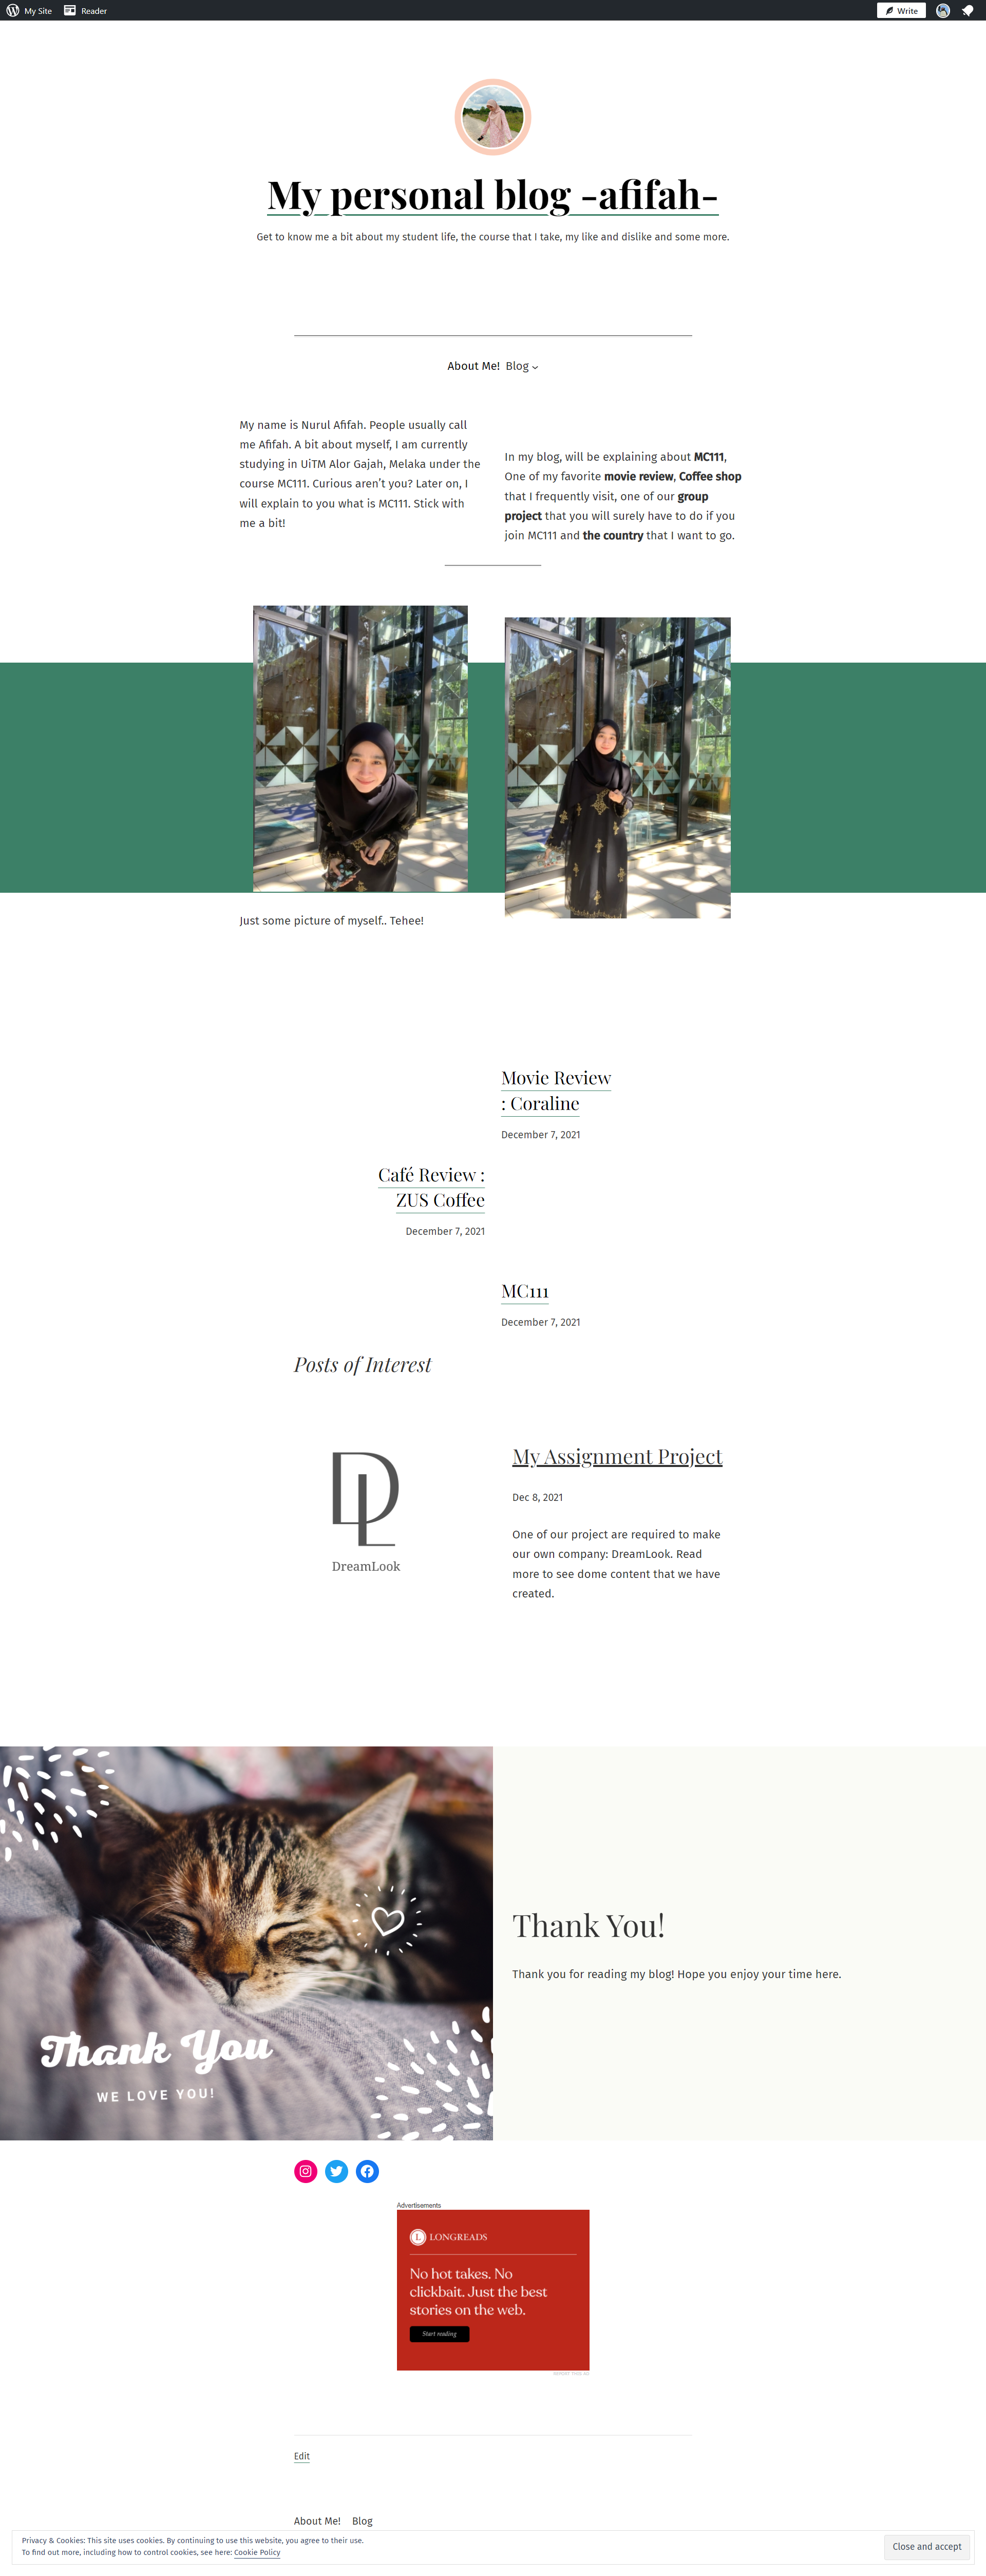 My Site
Reader
Write
My personal blog -afifah-
Get to know me a bit about my student life, the course that I take, my like and dislike and some more.
About Me!
Blog
My name is Nurul Afifah. People usually call
me Afifah. A bit about myself, I am currently
studying in UiTM Alor Gajah, Melaka under the
course MC111. Curious aren’t you? Later on, I
will explain to you what is MC111. Stick with
me a bit!
In my blog, will be explaining about MC111,
One of my favorite movie review, Coffee shop
that I frequently visit, one of our group
project that you will surely have to do if you
join MC111 and the country that I want to go.
Just some picture of myself.. Tehee!
Movie Review
: Coraline
December 7, 2021
Café Review :
ZUS Coffee
December 7, 2021
MC111
December 7, 2021
Posts of Interest
DL
DreamLook
My Assignment Project
Dec 8, 2021
One of our project are required to make
our own company: DreamLook. Read
more to see dome content that we have
created.
Thank You
WE LOVE YOU!
Thank You!
Thank you for reading my blog! Hope you enjoy your time here.
Advertisements
L LONGREADS
No hot takes. No
clickbait. Just the best
stories on the web.
Start reading
REPORT THIS AD
Edit
About Me!
Blog
Privacy & Cookies: This site uses cookies. By continuing to use this website, you agree to their use.
To find out more, including how to control cookies, see here: Cookie Policy
Close and accept